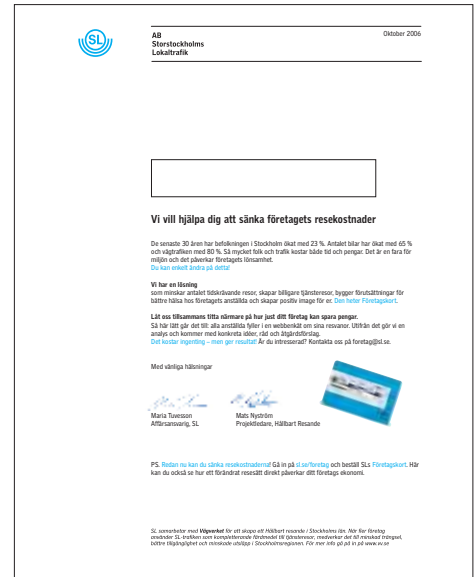 SL
AB
Storstockholms
Lokaltrafik
Oktober 2006
Vi vill hjälpa dig att sänka företagets resekostnader
De senaste 30 åren har befolkningen i Stockholm ökat med 23 %. Antalet bilar har ökat med 65 %
och vägtrafiken med 80 %. Så mycket folk och trafik kostar både tid och pengar. Det är en fara för
miljön och det påverkar företagets lönsamhet.
Du kan enkelt ändra på detta!
Vi har en lösning
som minskar antalet tidskrävande resor, skapar billigare tjänsteresor, bygger förutsättningar för
bättre hälsa hos företagets anställda och skapar positiv image för er. Den heter Företagskort.
Låt oss tillsammans titta närmare på hur just ditt företag kan spara pengar.
Så här lätt går det till: alla anställda fyller i en webbenkät om sina resvanor. Utifrån det gör vi en
analys och kommer med konkreta idéer, råd och åtgärdsförslag.
Det kostar ingenting – men ger resultat! Är du intresserad? Kontakta oss på foretag@sl.se.
Med vänliga hälsningar
Maria Tuvesson
Affärsansvarig, SL
Mats Nyström
Projektledare, Hållbart Resande
PS. Redan nu kan du sänka resekostnaderna! Gå in på sl.se/foretag och beställ SLs Företagskort. Här
kan du också se hur ett förändrat resesätt direkt påverkar ditt företags ekonomi.
SL samarbetar med Vägverket för att skapa ett Hållbart resande i Stockholms län. När fler företag
använder SL-trafiken som kompletterande färdmedel till tjänsteresor, medverkar det till minskad trängsel,
bättre tillgänglighet och minskade utsläpp i Stockholmsregionen. För mer info gå på in på www.vv.se